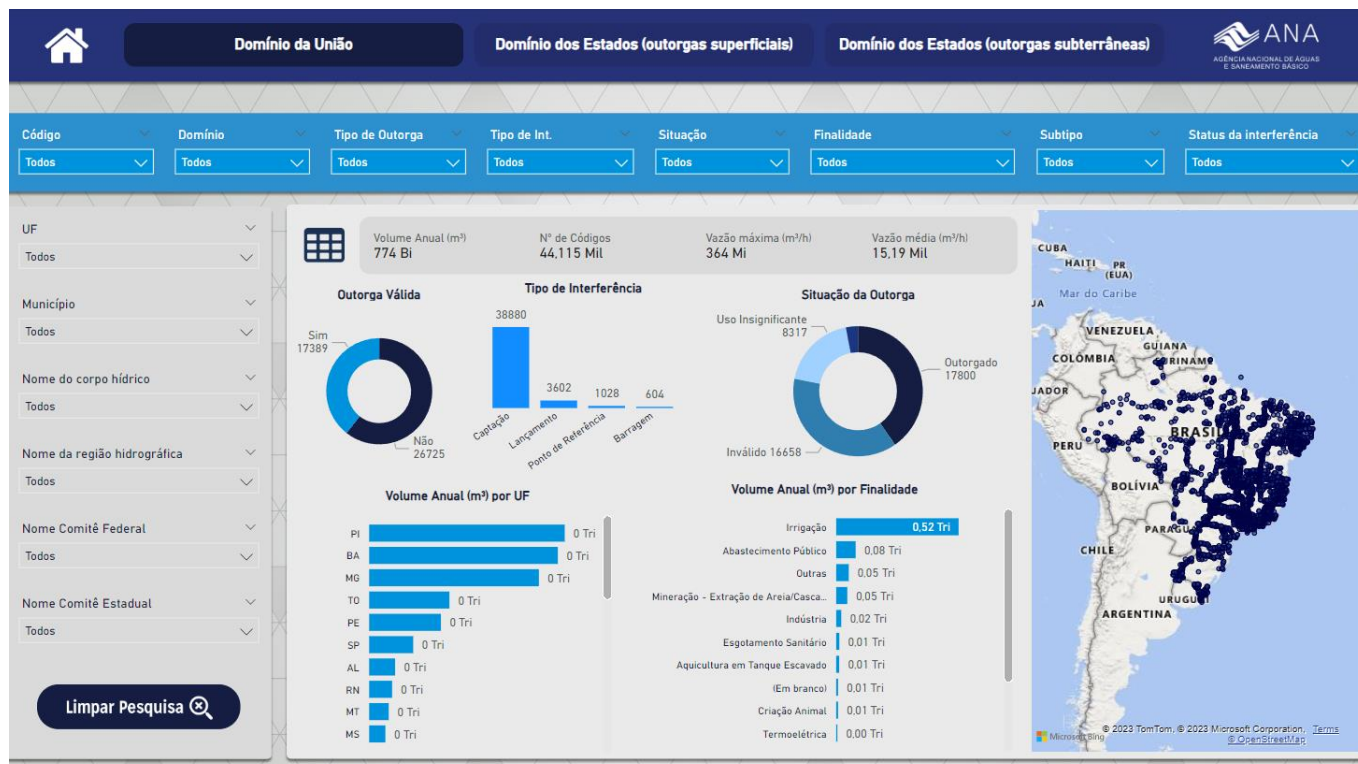 Domínio da União
Domínio dos Estados (outorgas superficiais)
Domínio dos Estados (outorgas subterrâneas)
ANA
AGÊNCIA NACIONAL DE ÁGUAS
E SANEAMENTO BÁSICO
Código
Domínio
Tipo de Outorga
Tipo de Int.
Situação
Finalidade
Subtipo
Status da interferência
Todos
Todos
Todos
Todos
Todos
Todos
Todos
Todos
UF
Todos
Município
Todos
Nome do corpo hídrico
Todos
Nome da região hidrográfica
Todos
Nome Comitê Federal
Todos
Nome Comitê Estadual
Todos
Limpar Pesquisa
Volume Anual (m³)
774 Bi
Nº de Códigos
44,115 Mil
Vazão máxima (m³/h)
364 Mi
Vazão média (m³/h)
15,19 Mil
Outorga Válida
Sim
17389
Não
26725
Tipo de Interferência
38880
3602
1028
604
Captação
Lançamento
Ponto de Referência
Barragem
Situação da Outorga
Uso Insignificante
8317
Outorgado
17800
Inválido 16658
Volume Anual (m³) por UF
PI 0 Tri
BA 0 Tri
MG 0 Tri
TO 0 Tri
PE 0 Tri
SP 0 Tri
AL 0 Tri
RN 0 Tri
MT 0 Tri
MS 0 Tri
Volume Anual (m³) por Finalidade
Irrigação 0,52 Tri
Abastecimento Público 0,08 Tri
Outras 0,05 Tri
Mineração - Extração de Areia/Casca... 0,05 Tri
Indústria 0,02 Tri
Esgotamento Sanitário 0,01 Tri
Aquicultura em Tanque Escavado 0,01 Tri
(Em branco) 0,01 Tri
Criação Animal 0,01 Tri
Termoelétrica 0,00 Tri
CUBA
HAITI
PR
(EUA)
Mar do Caribe
UA
VENEZUELA
GUIANA
COLÔMBIA
SURINAME
UADOR
BRASIL
PERU
BOLÍVIA
PARAGU
CHILE
URUGU
ARGENTINA
Microsoft Bing
© 2023 TomTom, © 2023 Microsoft Corporation, Terms
© OpenStreetMap